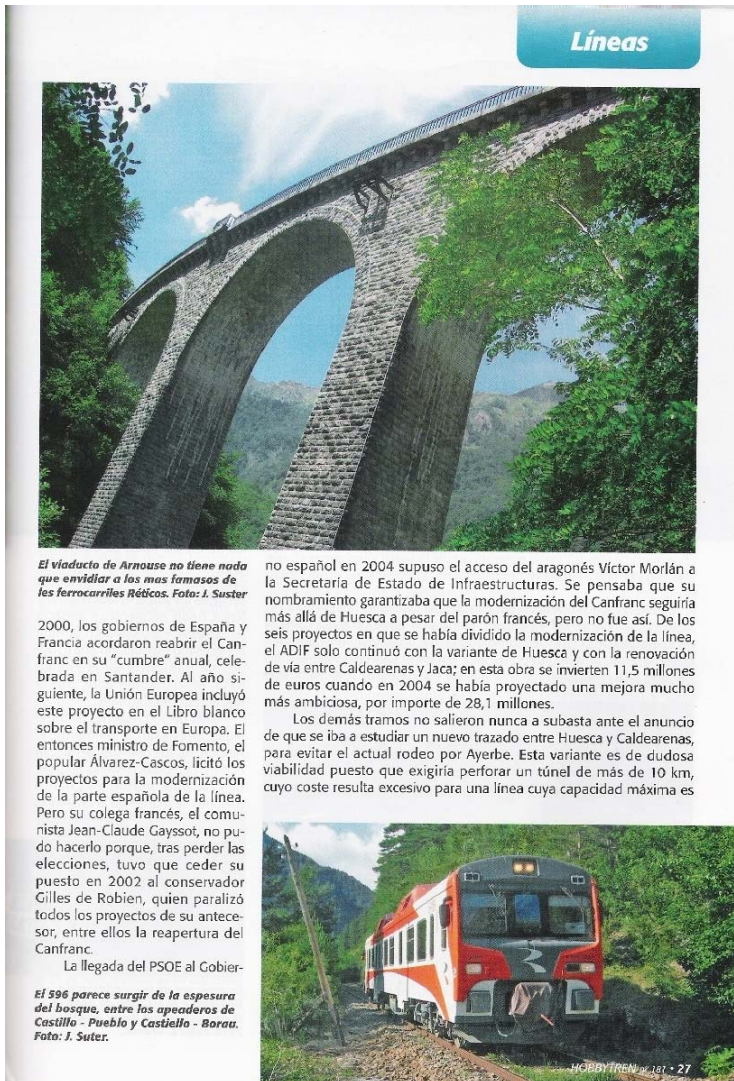 Líneas
El viaducto de Arnouse no tiene nada
que envidiar a los mas famosos de
les ferrocarriles Réticos. Foto: J. Suster
2000, los gobiernos de España y
Francia acordaron reabrir el Can-
franc en su "cumbre" anual, cele-
brada en Santander. Al año si-
guiente, la Unión Europea incluyó
este proyecto en el Libro blanco
sobre el transporte en Europa. El
entonces ministro de Fomento, el
popular Álvarez-Cascos, licitó los
proyectos para la modernización
de la parte española de la línea.
Pero su colega francés, el comu-
nista Jean-Claude Gayssot, no pu-
do hacerlo porque, tras perder las
elecciones, tuvo que ceder su
puesto en 2002 al conservador
Gilles de Robien, quien paralizó
todos los proyectos de su antece-
sor, entre ellos la reapertura del
Canfranc.
La llegada del PSOE al Gobier-
no español en 2004 supuso el acceso del aragonés Víctor Morlán a
la Secretaría de Estado de Infraestructuras. Se pensaba que su
nombramiento garantizaba que la modernización del Canfranc seguiría
más allá de Huesca a pesar del parón francés, pero no fue así. De los
seis proyectos en que se había dividido la modernización de la línea,
el ADIF solo continuó con la variante de Huesca y con la renovación
de vía entre Caldearenas y Jaca; en esta obra se invierten 11,5 millones
de euros cuando en 2004 se había proyectado una mejora mucho
más ambiciosa, por importe de 28,1 millones.
Los demás tramos no salieron nunca a subasta ante el anuncio
de que se iba a estudiar un nuevo trazado entre Huesca y Caldearenas,
para evitar el actual rodeo por Ayerbe. Esta variante es de dudosa
viabilidad puesto que exigiría perforar un túnel de más de 10 km,
cuyo coste resulta excesivo para una línea cuya capacidad máxima es
El 596 parece surgir de la espesura
del bosque, entre los apeaderos de
Castillo - Pueblo y Castiello - Borau.
Foto: J. Suter.
HOBBYTREN nº 187 • 27